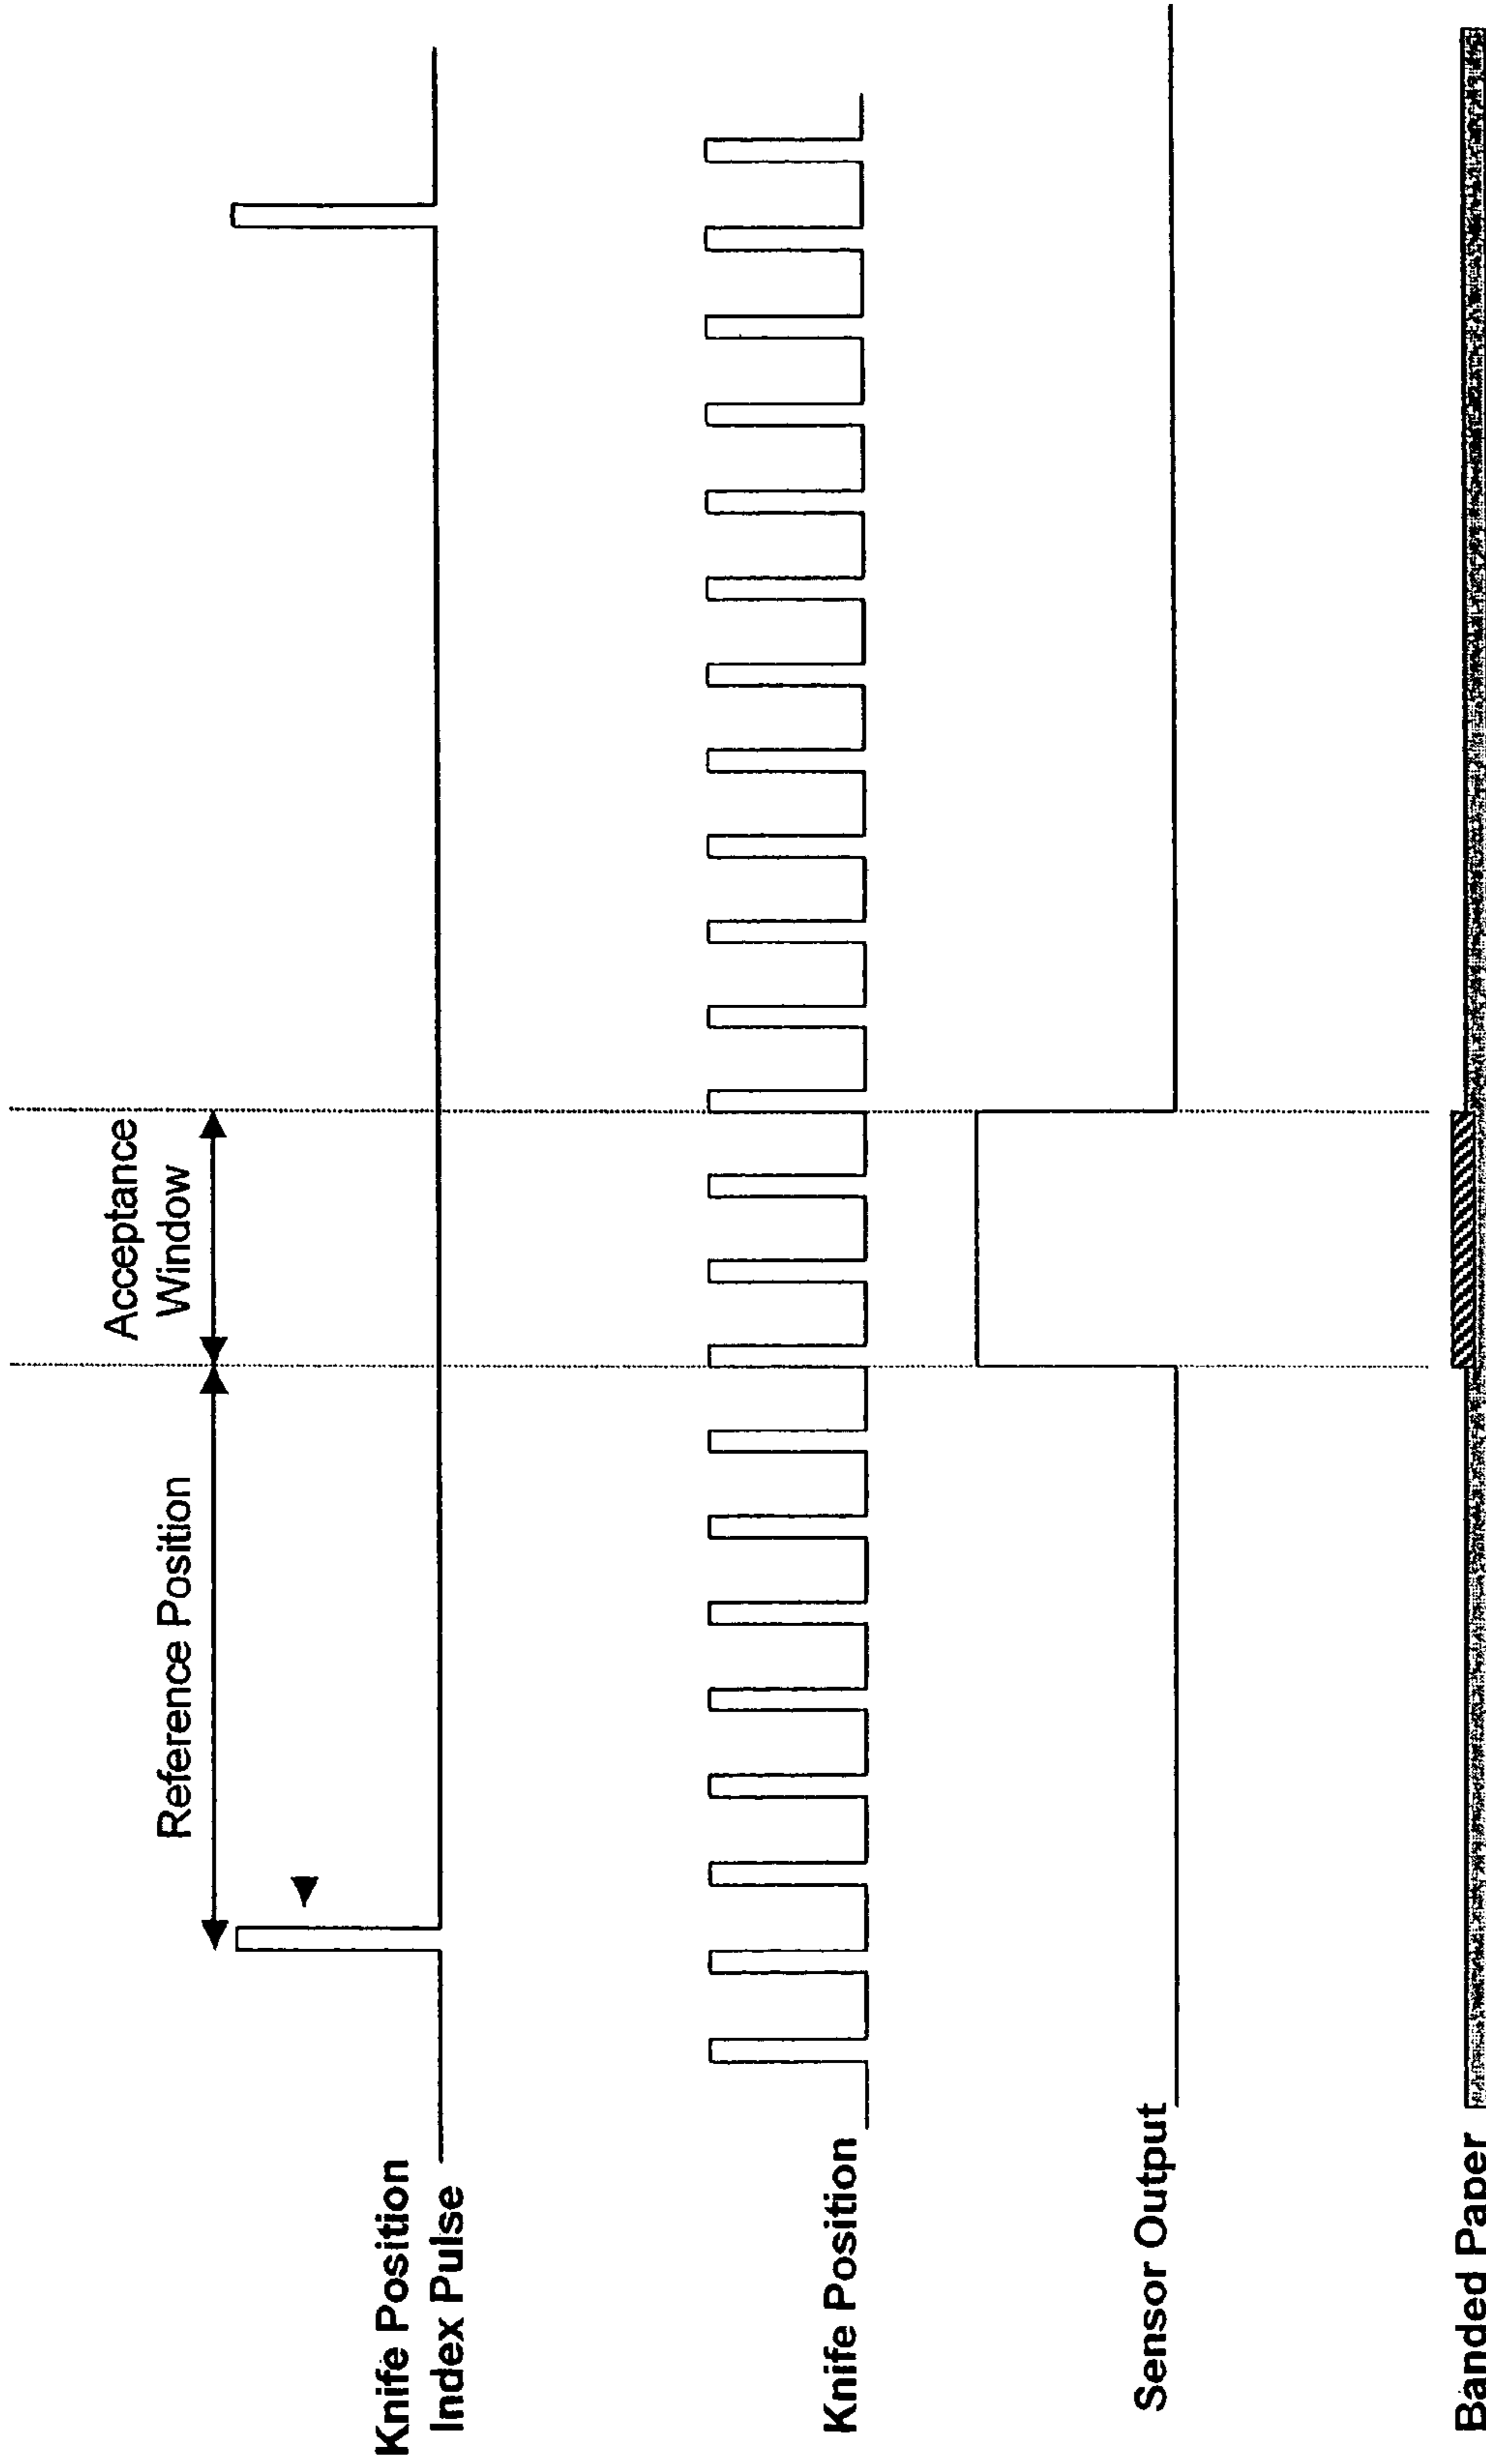 Reference Position
Acceptance
Window
Knife Position
Index Pulse
Knife Position
Sensor Output
Banded Paper